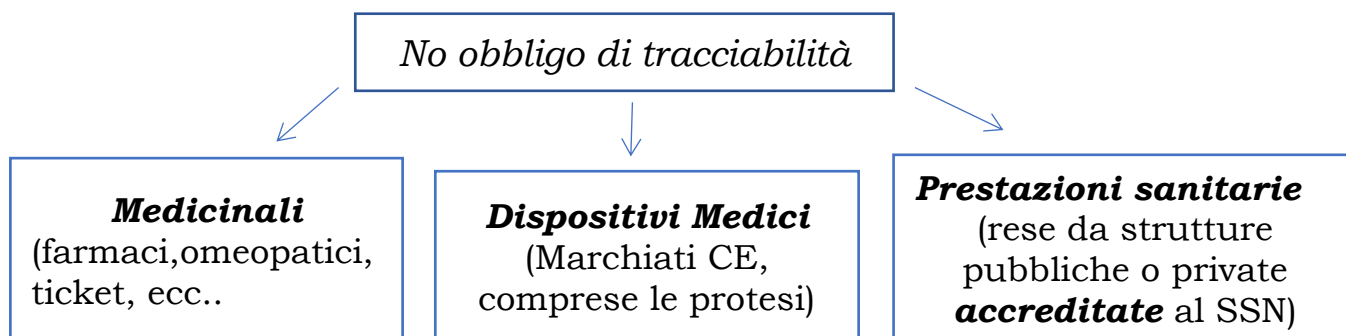 No obbligo di tracciabilità
Medicinali
(farmaci,omeopatici,
ticket, ecc..
Dispositivi Medici
(Marchiati CE,
comprese le protesi)
Prestazioni sanitarie
(rese da strutture
pubbliche o private
accreditate al SSN)